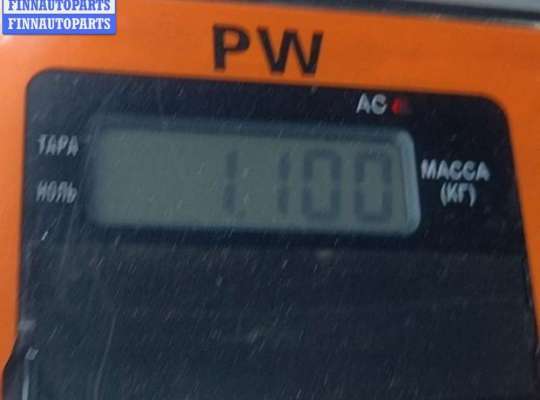 FINNAUTOPARTS
FINNAUTOPARTS
PW
AC
ТАРА
1.100
МАССА
НОЛЬ
(КГ)